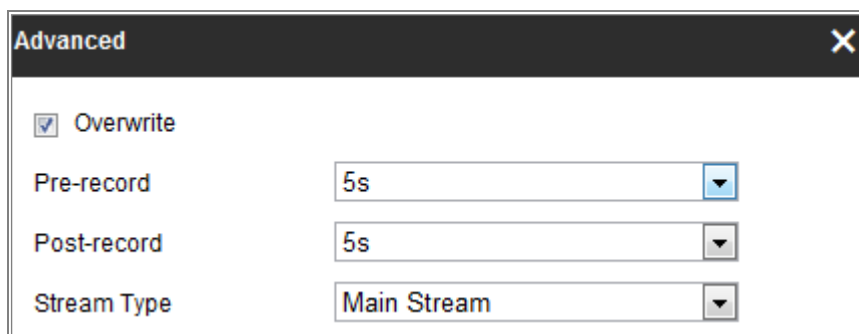 Advanced
Overwrite
Pre-record 5s
Post-record 5s
Stream Type Main Stream